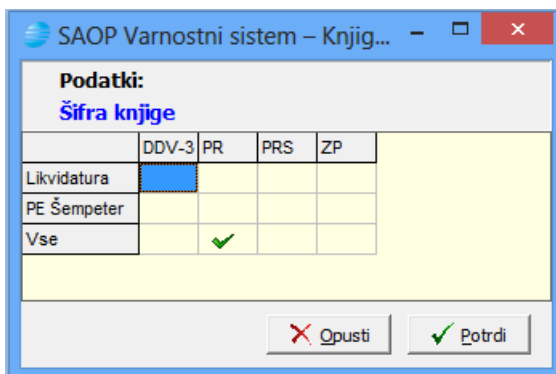 SAOP Varnostni sistem – Knjig...
Podatki:
Šifra knjige
DDV-3 PR PRS ZP
Likvidatura
PE Šempeter
Vse
Opusti Potrdi